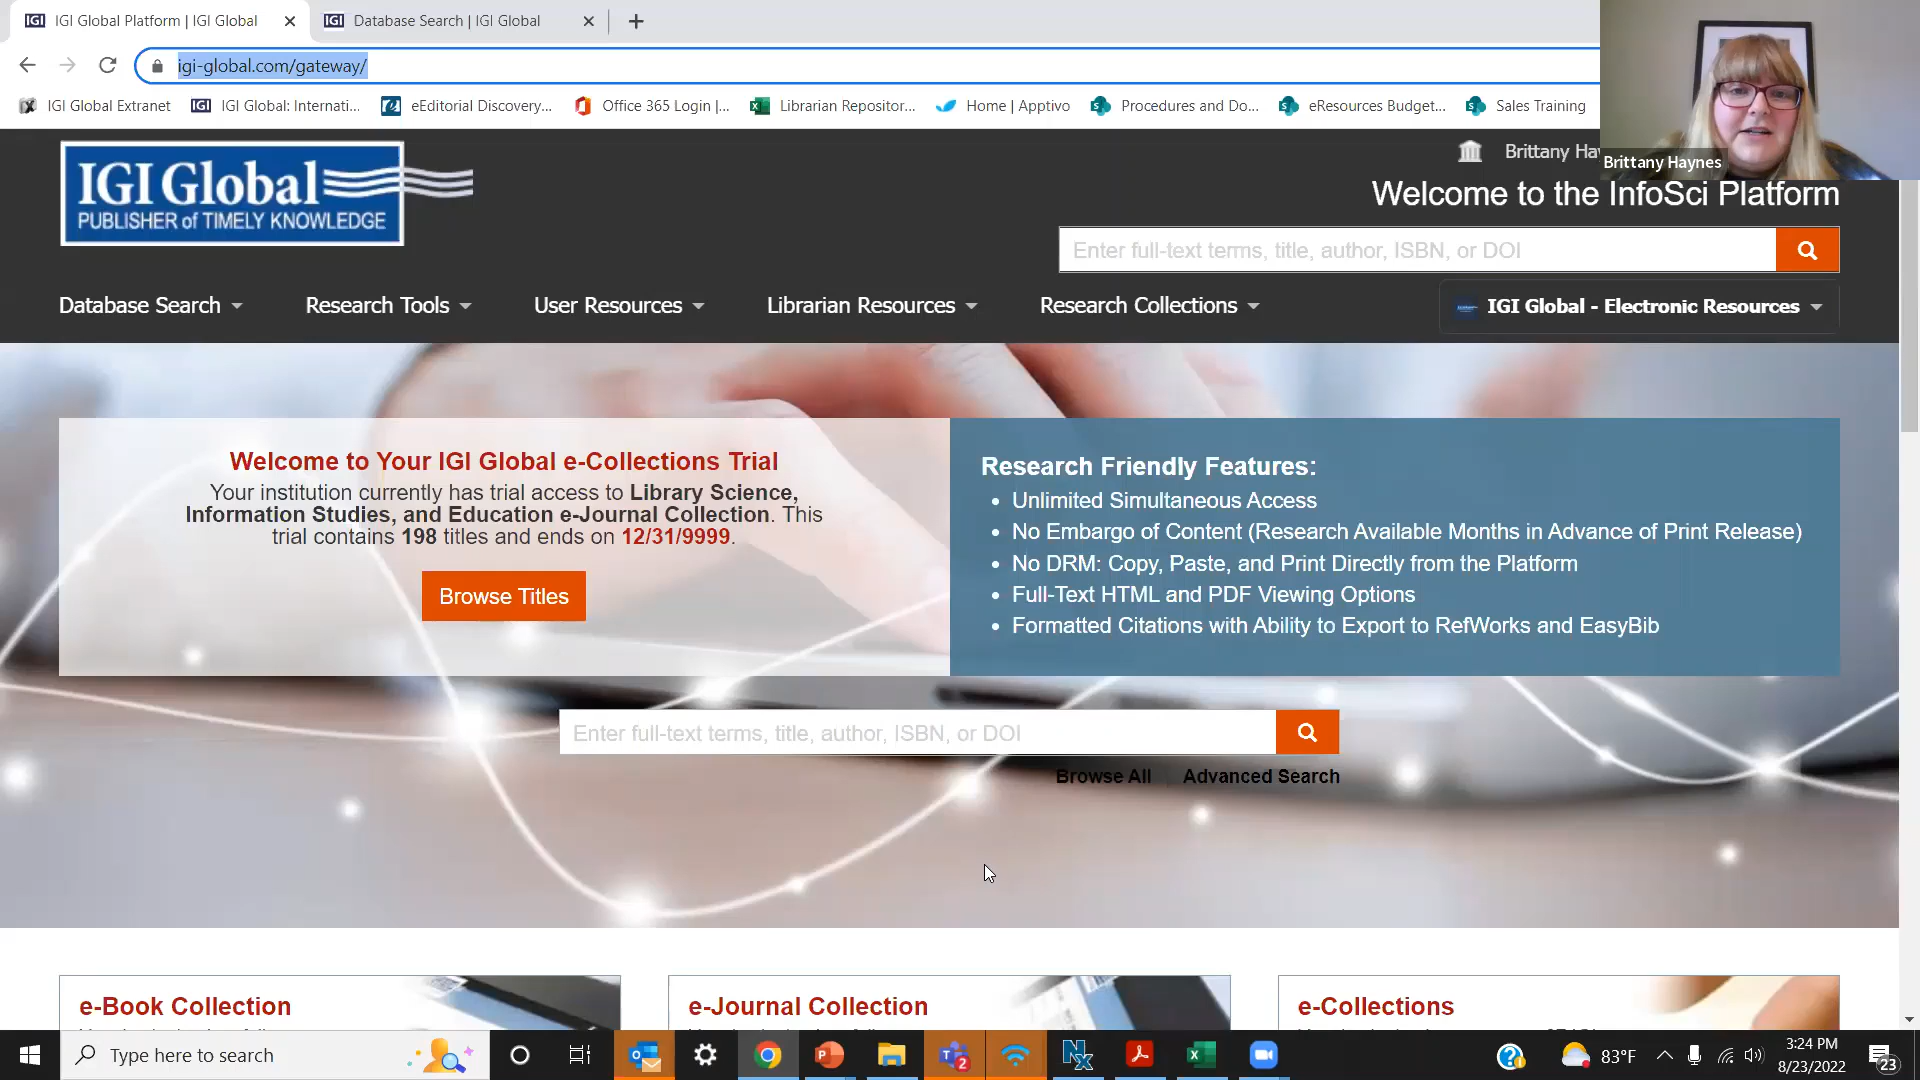 IGI Global Platform | IGI Global
Database Search | IGI Global
igi-global.com/gateway/
IGI Global Extranet
IGI Global: Internati...
eEditorial Discovery...
Office 365 Login |...
Librarian Repositor...
Home | Apptivo
Procedures and Do...
eResources Budget...
Sales Training
IGI Global
PUBLISHER of TIMELY KNOWLEDGE
Brittany Hay
Brittany Haynes
Welcome to the InfoSci Platform
Enter full-text terms, title, author, ISBN, or DOI
Database Search
Research Tools
User Resources
Librarian Resources
Research Collections
IGI Global - Electronic Resources
Welcome to Your IGI Global e-Collections Trial
Your institution currently has trial access to Library Science,
Information Studies, and Education e-Journal Collection. This
trial contains 198 titles and ends on 12/31/9999.
Browse Titles
Research Friendly Features:
• Unlimited Simultaneous Access
• No Embargo of Content (Research Available Months in Advance of Print Release)
• No DRM: Copy, Paste, and Print Directly from the Platform
• Full-Text HTML and PDF Viewing Options
• Formatted Citations with Ability to Export to RefWorks and EasyBib
Enter full-text terms, title, author, ISBN, or DOI
Browse All
Advanced Search
e-Book Collection
e-Journal Collection
e-Collections
Type here to search
2
83°F
3:24 PM
8/23/2022
23